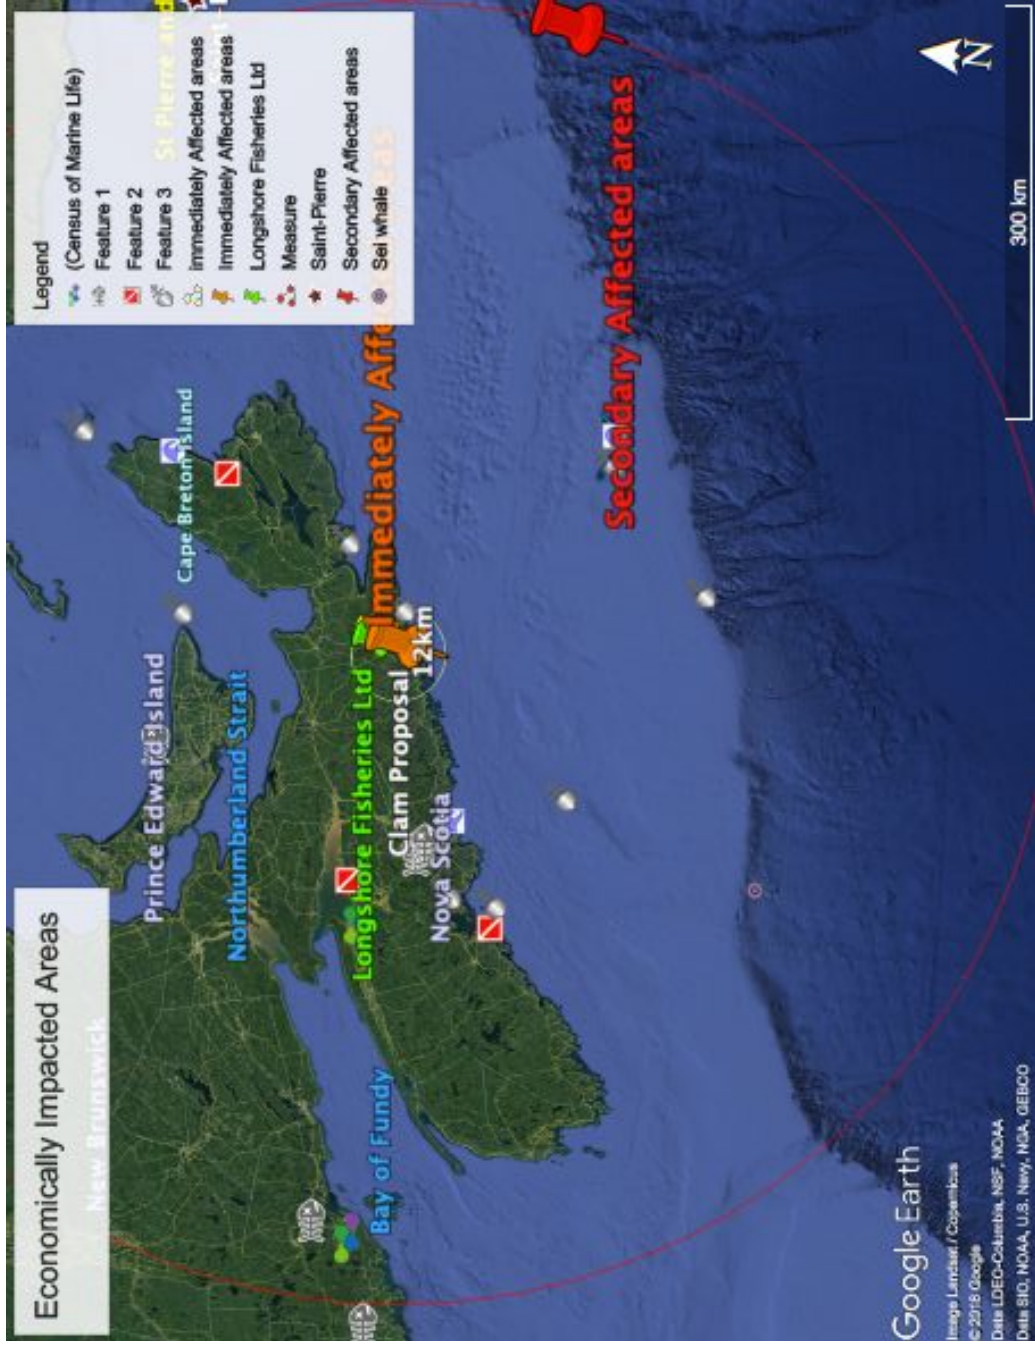 Economically Impacted Areas
New Brunswick
Legend
(Census of Marine Life)
Feature 1
Feature 2
Feature 3
immediately Affected areas
Immediately Affected areas
Longshore Fisheries Ltd
Measure
Saint-Pierre
Secondary Affected areas
Sei whale
St Pierre and
Prince Edward Island
Cape Breton Island
Northumberland Strait
Longshore Fisheries Ltd
Immediately Affe
eas
Clam Proposal
12km
Nova Scotia
Bay of Fundy
Secondary Affected areas
Google Earth
Image Landsat / Copernicus
© 2018 Google
Data LDEO-Columbia, NSF, NOAA
Data SIO, NOAA, U.S. Navy, NGA, GEBCO
N
300 km